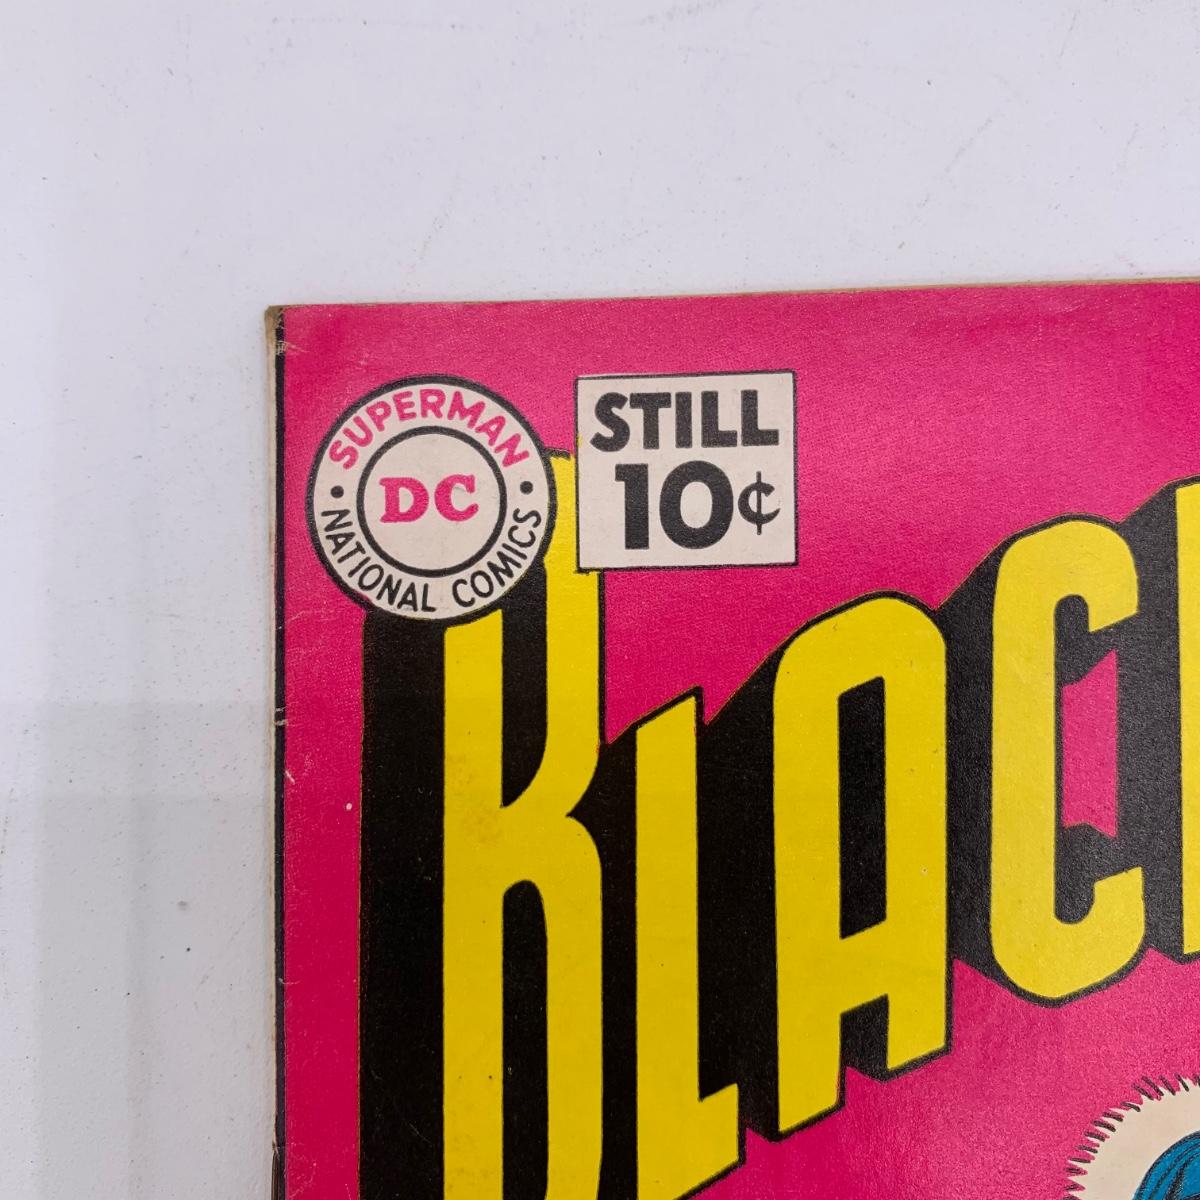 SUPERMAN
DC
NATIONAL COMICS
STILL
10¢
BLAC